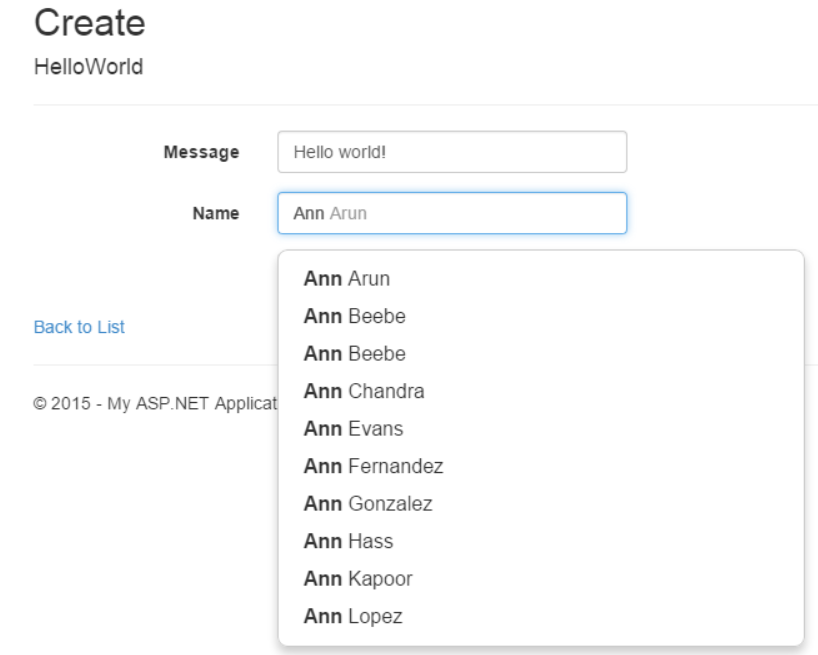 Create
HelloWorld
Message Hello world!
Name Ann Arun
Ann Arun
Ann Beebe
Ann Beebe
Ann Chandra
Ann Evans
Ann Fernandez
Ann Gonzalez
Ann Hass
Ann Kapoor
Ann Lopez
Back to List
© 2015 - My ASP.NET Applicat